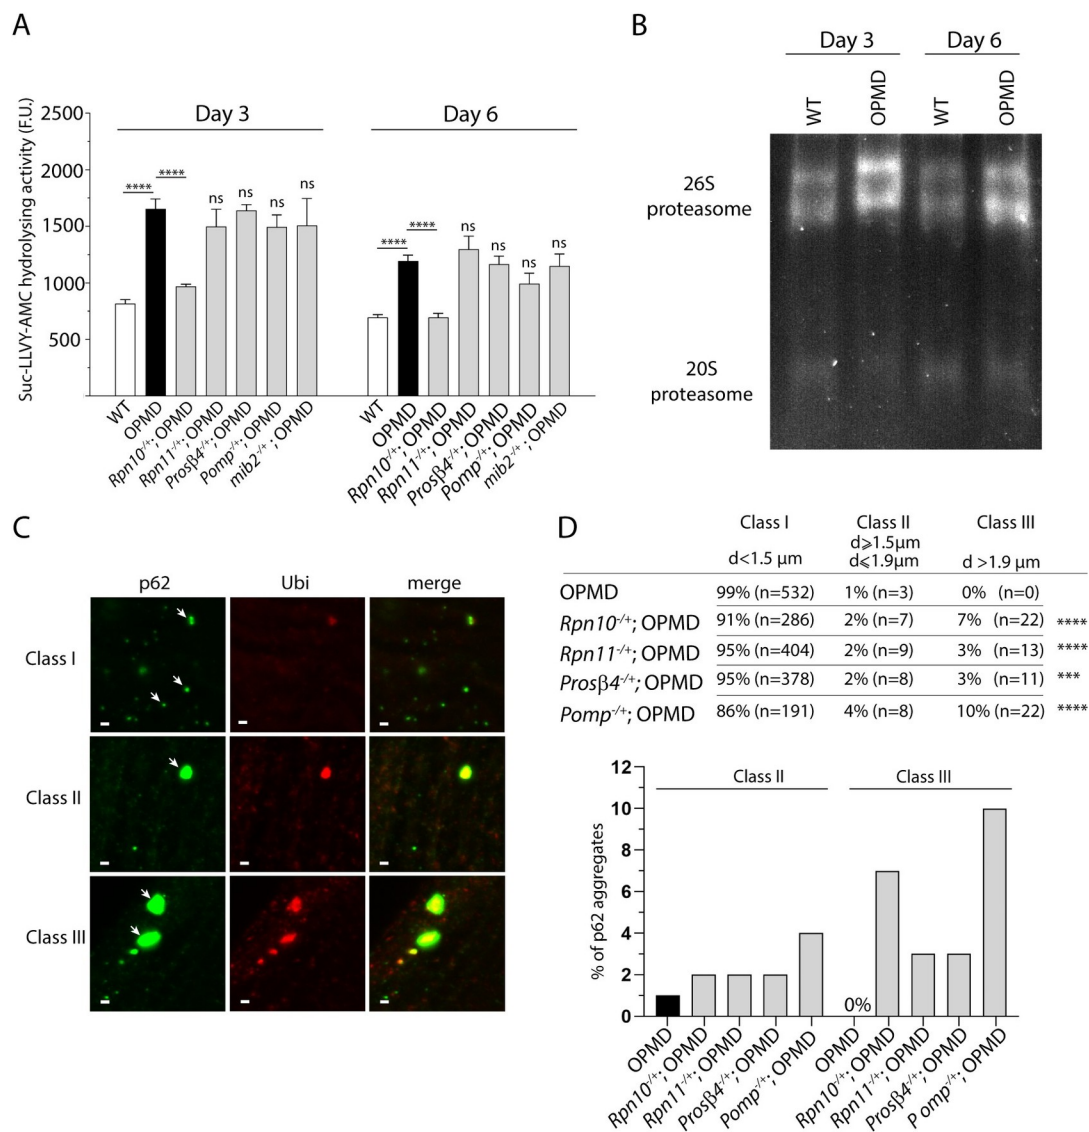 A
Suc-LLVY-AMC hydrolysing activity (F.U.)
2500
2000
1500
1000
500
Day 3
Day 6
****
****
ns
ns
ns
ns
****
****
ns
ns
ns
ns
WT
OPMD
Rpn10-/+; OPMD
Rpn11-/+; OPMD
Prosβ4-/+; OPMD
Pomp-/+; OPMD
mib2-/+; OPMD
WT
OPMD
Rpn10-/+; OPMD
Rpn11-/+; OPMD
Prosβ4-/+; OPMD
Pomp-/+; OPMD
mib2-/+; OPMD
B
Day 3
Day 6
WT
OPMD
WT
OPMD
26S
proteasome
20S
proteasome
C
p62
Ubi
merge
Class I
Class II
Class III
D
Class I
Class II
Class III
d<1.5 μm
d⩾1.5μm
d⩽1.9μm
d >1.9 μm
OPMD 99% (n=532) 1% (n=3) 0% (n=0)
Rpn10-/+; OPMD 91% (n=286) 2% (n=7) 7% (n=22) ****
Rpn11-/+; OPMD 95% (n=404) 2% (n=9) 3% (n=13) ****
Prosβ4-/+; OPMD 95% (n=378) 2% (n=8) 3% (n=11) ***
Pomp-/+; OPMD 86% (n=191) 4% (n=8) 10% (n=22) ****
% of p62 aggregates
12
10
8
6
4
2
0
Class II
Class III
0%
OPMD
Rpn10-/+; OPMD
Rpn11-/+; OPMD
Prosβ4-/+; OPMD
Pomp-/+; OPMD
OPMD
Rpn10-/+; OPMD
Rpn11-/+; OPMD
Prosβ4-/+; OPMD
P omp-/+; OPMD